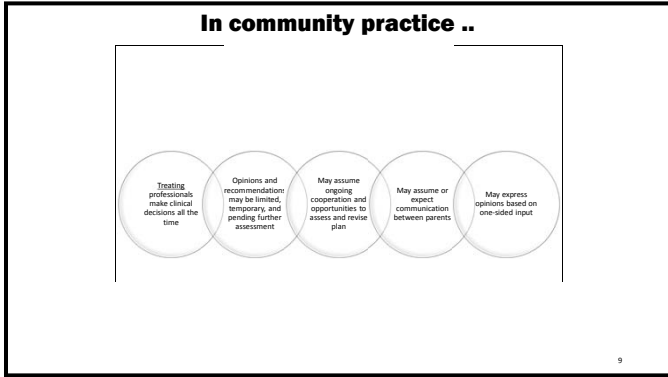 In community practice ..
Treating
professionals
make clinical
decisions all the
time
Opinions and
recommendations
may be limited,
temporary, and
pending further
assessment
May assume
ongoing
cooperation and
opportunities to
assess and revise
plan
May assume or
expect
communication
between parents
May express
opinions based on
one-sided input
9